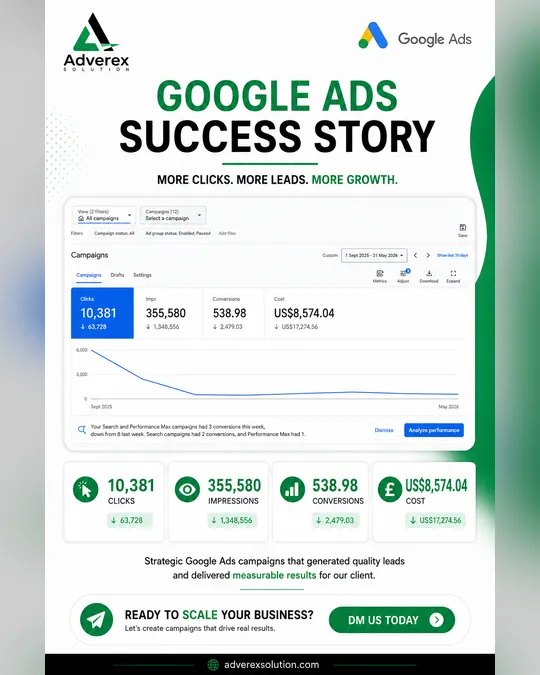 Adverex
SOLUTION
Google Ads
GOOGLE ADS
SUCCESS STORY
MORE CLICKS. MORE LEADS. MORE GROWTH.
View (2 filters)
All campaigns
Campaigns (12)
Select a campaign
Filters
Campaign status: All
Ad group status: Enabled, Paused
Add filter
Save
Campaigns
Custom
1 Sept 2025 - 31 May 2026
Show last 30 days
Campaigns
Drafts
Settings
Metrics
Adjust
Download
Expand
Clicks
10,381
↓ 63,728
Impr.
355,580
↓ 1,348,556
Conversions
538.98
↓ 2,479.03
Cost
US$8,574.04
↓ US$17,274.56
6,000
3,000
0
Sept 2025
May 2026
Your Search and Performance Max campaigns had 3 conversions this week,
down from 8 last week. Search campaigns had 2 conversions, and Performance Max had 1.
Dismiss
Analyze performance
10,381
CLICKS
↓ 63,728
355,580
IMPRESSIONS
↓ 1,348,556
538.98
CONVERSIONS
↓ 2,479.03
£
US$8,574.04
COST
↓ US$17,274.56
Strategic Google Ads campaigns that generated quality leads
and delivered measurable results for our client.
READY TO SCALE YOUR BUSINESS?
Let's create campaigns that drive real results.
DM US TODAY
adverexsolution.com